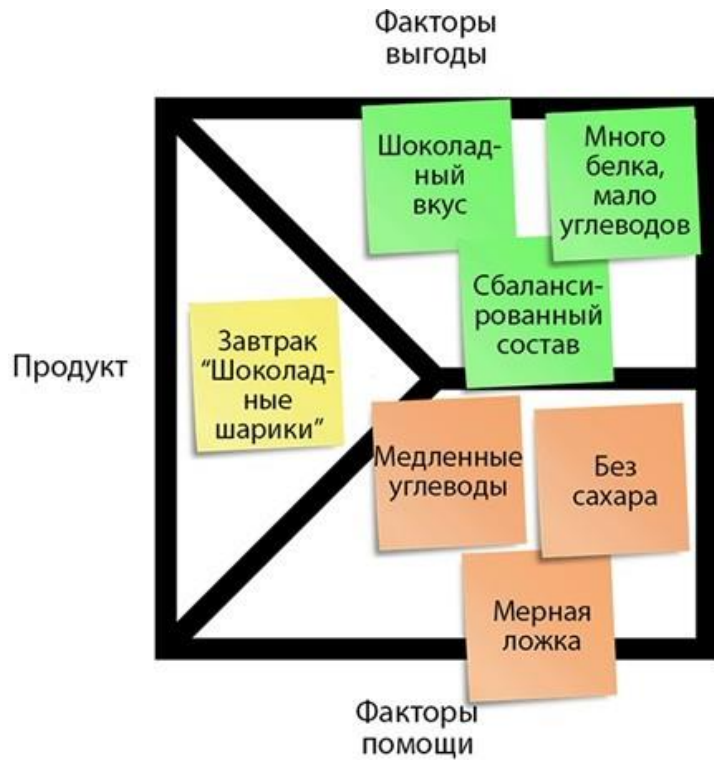 Факторы
выгоды
Шоколад-
ный
вкус
Много
белка,
мало
углеводов
Сбаланси-
рованный
состав
Продукт
Завтрак
“Шоколад-
ные
шарики”
Медленные
углеводы
Без
сахара
Мерная
ложка
Факторы
помощи